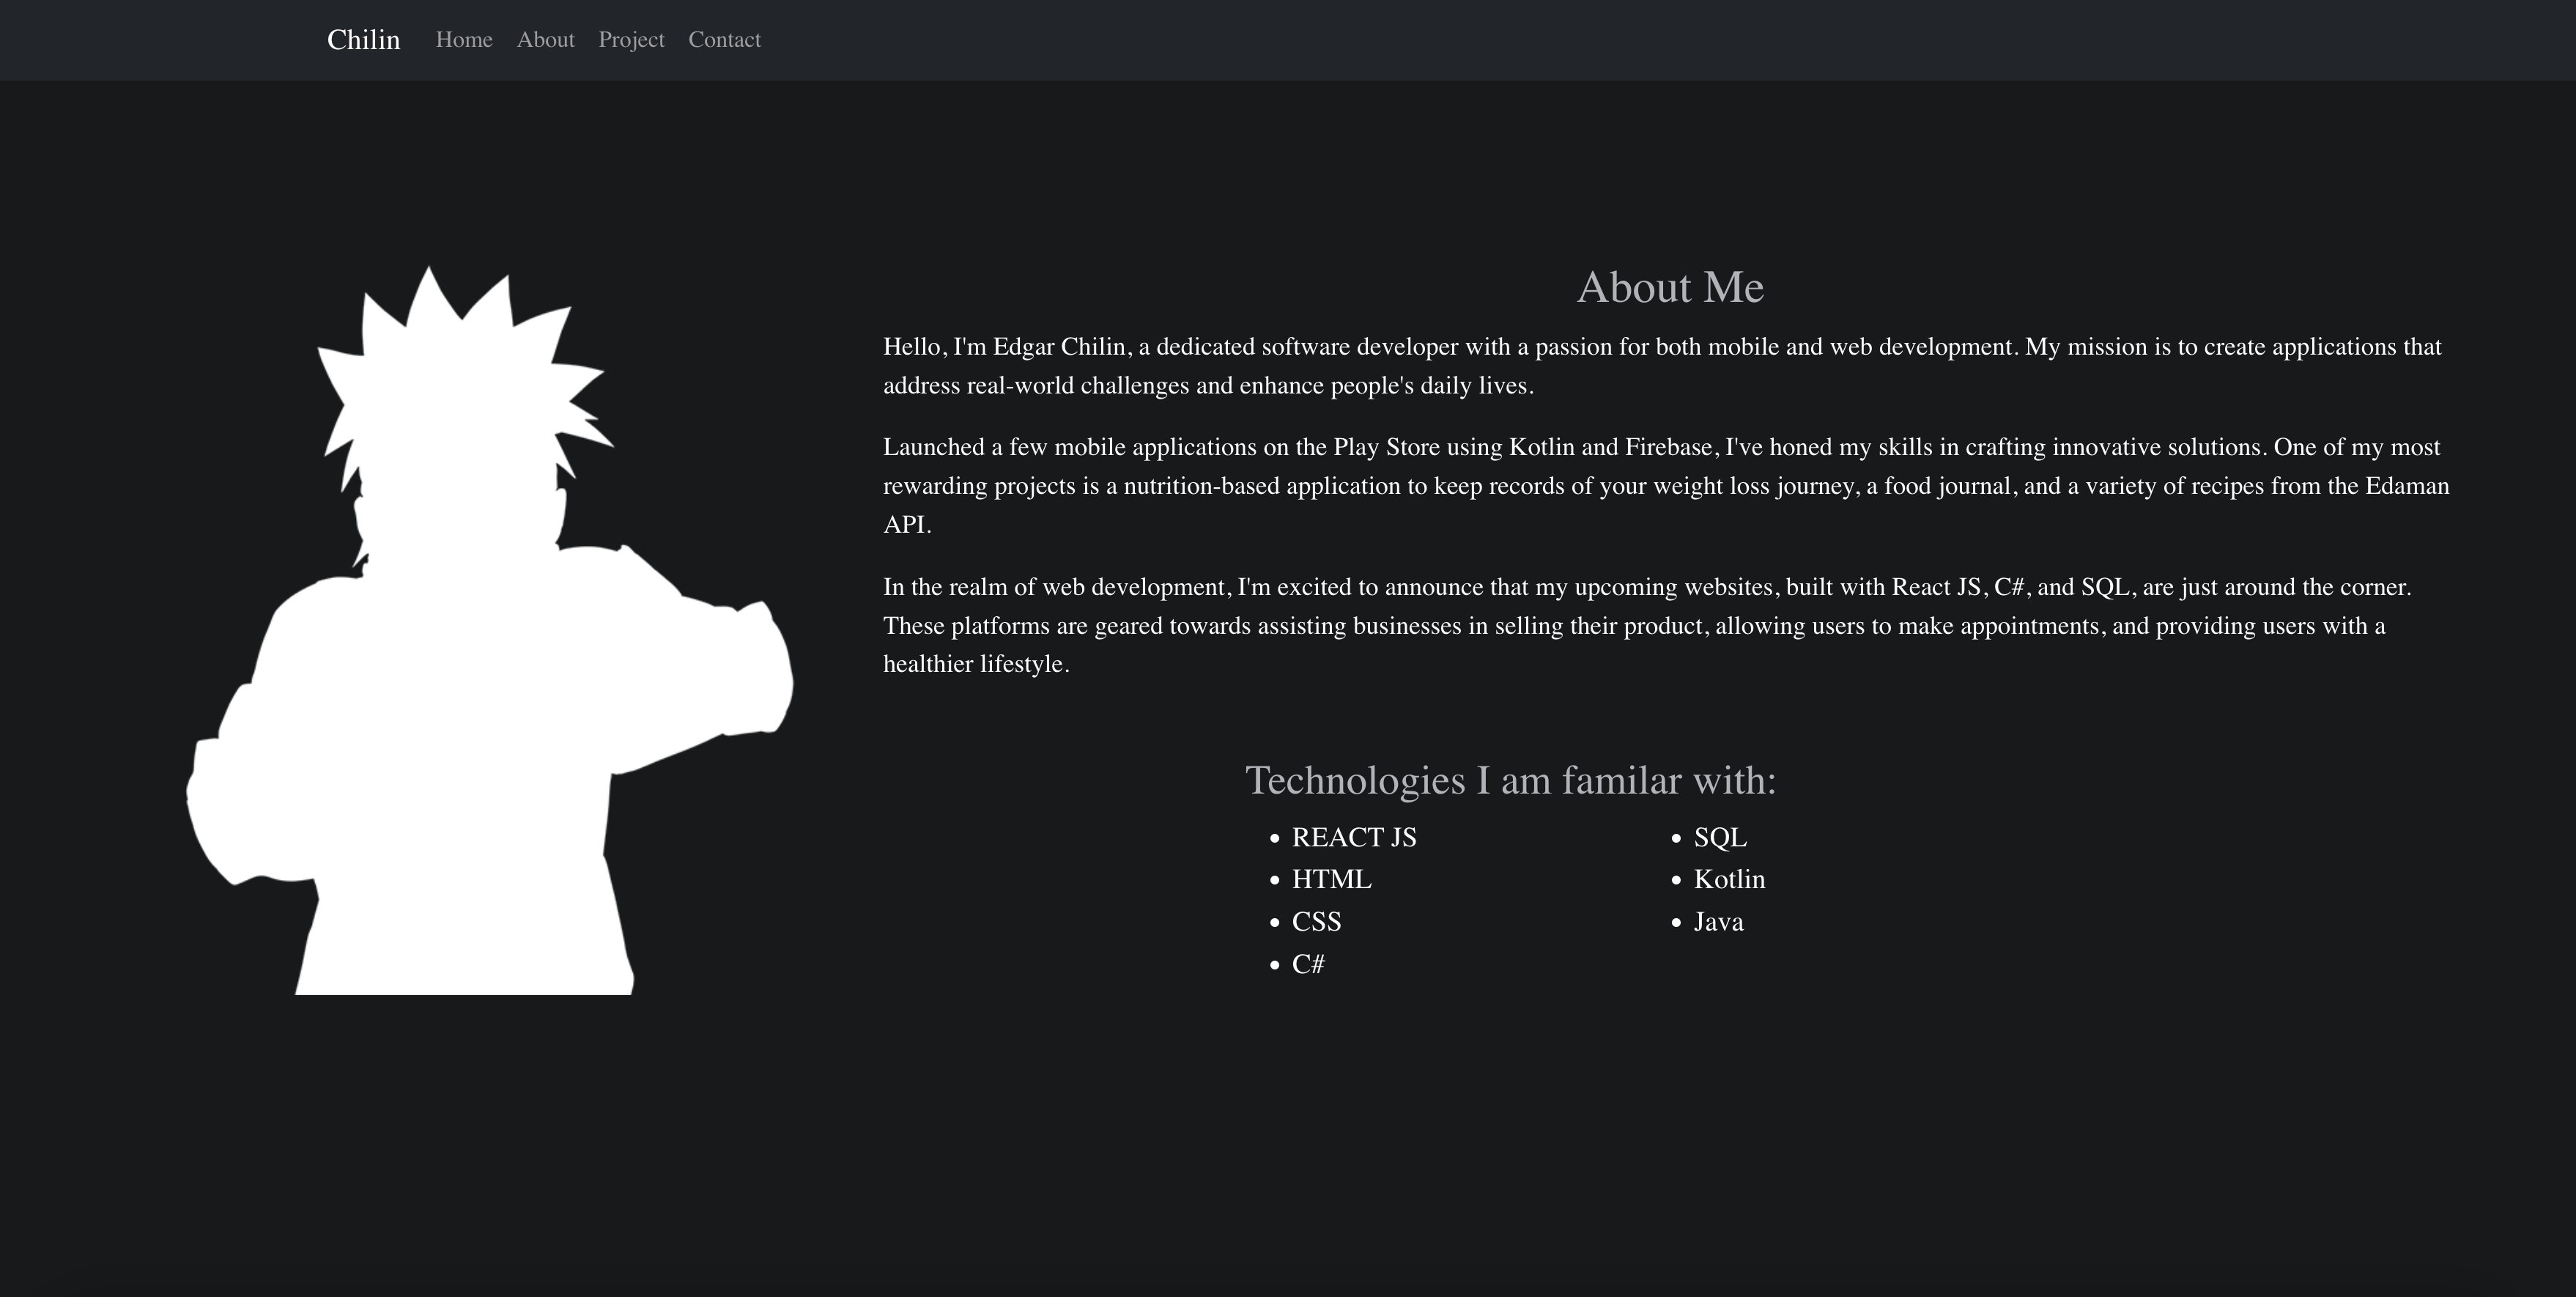 Chilin Home About Project Contact
About Me
Hello, I'm Edgar Chilin, a dedicated software developer with a passion for both mobile and web development. My mission is to create applications that
address real-world challenges and enhance people's daily lives.
Launched a few mobile applications on the Play Store using Kotlin and Firebase, I've honed my skills in crafting innovative solutions. One of my most
rewarding projects is a nutrition-based application to keep records of your weight loss journey, a food journal, and a variety of recipes from the Edaman
API.
In the realm of web development, I'm excited to announce that my upcoming websites, built with React JS, C#, and SQL, are just around the corner.
These platforms are geared towards assisting businesses in selling their product, allowing users to make appointments, and providing users with a
healthier lifestyle.
Technologies I am familar with:
• REACT JS
• HTML
• CSS
• C#
• SQL
• Kotlin
• Java